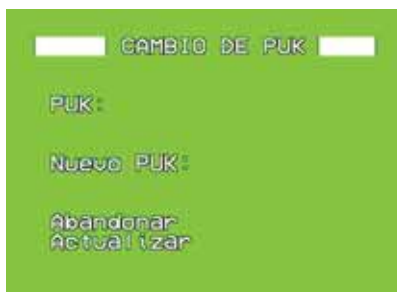 CAMBIO DE PUK
PUK:
Nuevo PUK:
Abandonar
Actualizar